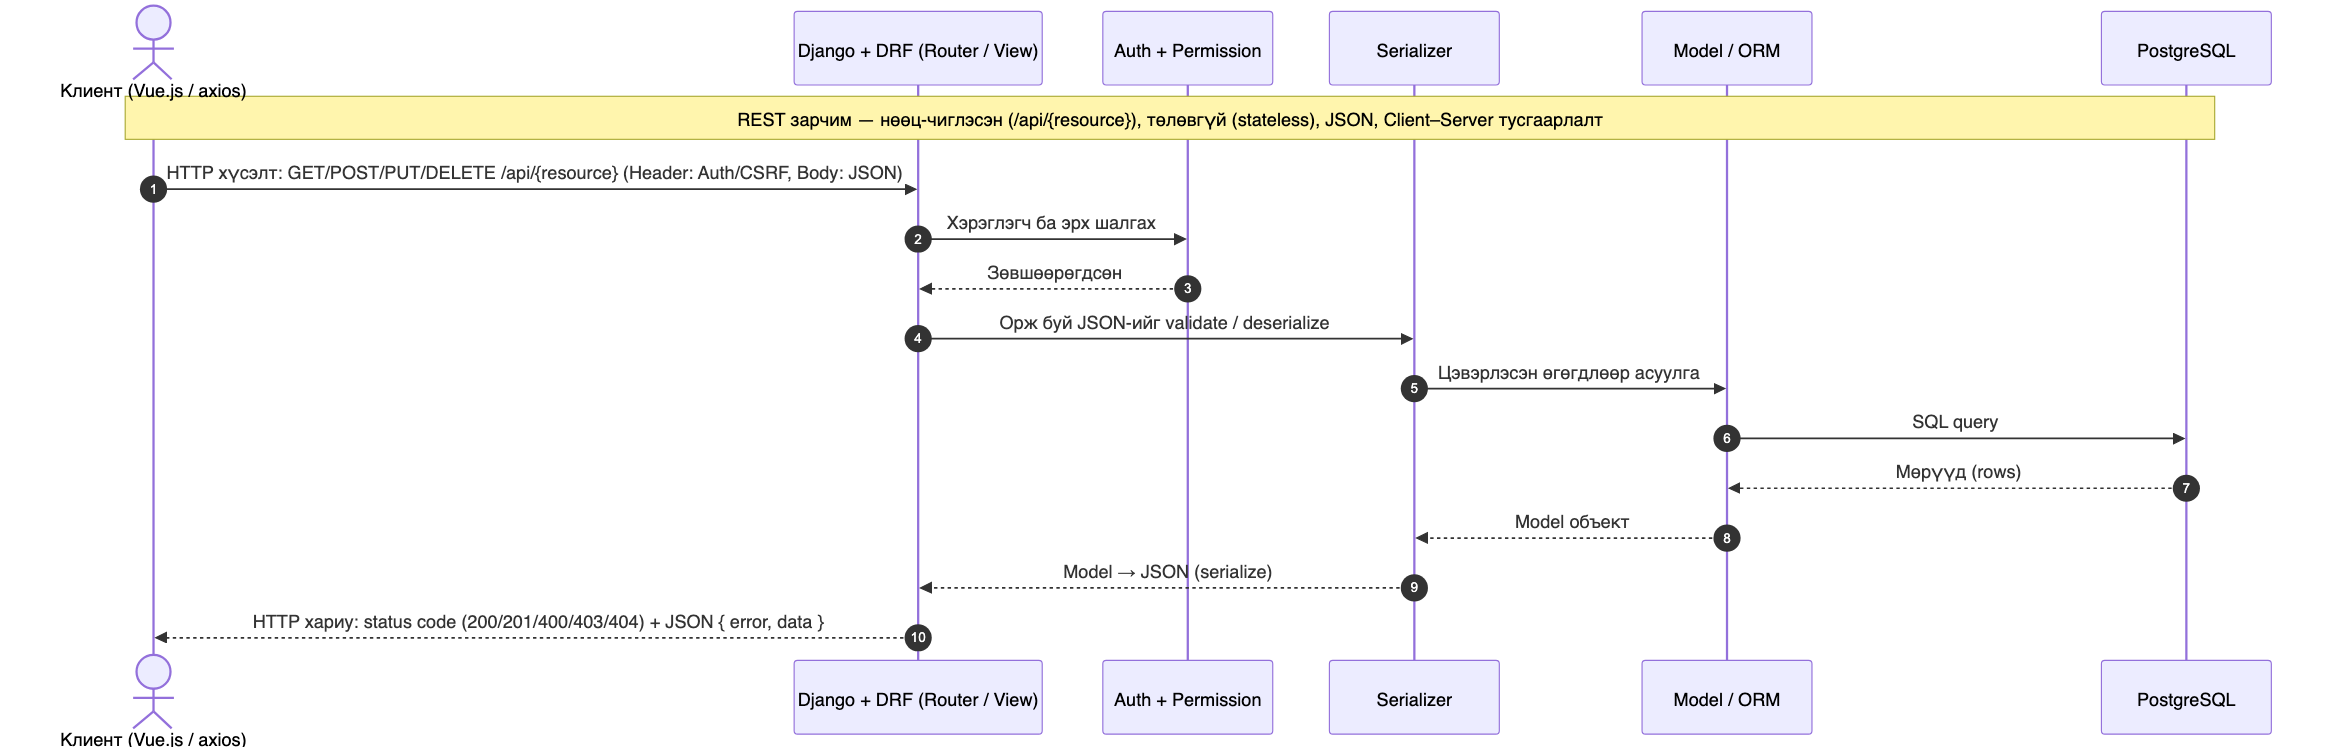 Клиент (Vue.js / axios)
Django + DRF (Router / View)
Auth + Permission
Serializer
Model / ORM
PostgreSQL
REST зарчим — нөөц-чиглэсэн (/api/{resource}), төлөвгүй (stateless), JSON, Client–Server тусгаарлалт
HTTP хүсэлт: GET/POST/PUT/DELETE /api/{resource} (Header: Auth/CSRF, Body: JSON)
1
Хэрэглэгч ба эрх шалгах
2
Зөвшөөрөгдсөн
3
Орж буй JSON-ийг validate / deserialize
4
Цэвэрлэсэн өгөгдлөөр асуулга
5
SQL query
6
Мөрүүд (rows)
7
Model объект
8
Model → JSON (serialize)
9
HTTP хариу: status code (200/201/400/403/404) + JSON { error, data }
10
Клиент (Vue.js / axios)
Django + DRF (Router / View)
Auth + Permission
Serializer
Model / ORM
PostgreSQL